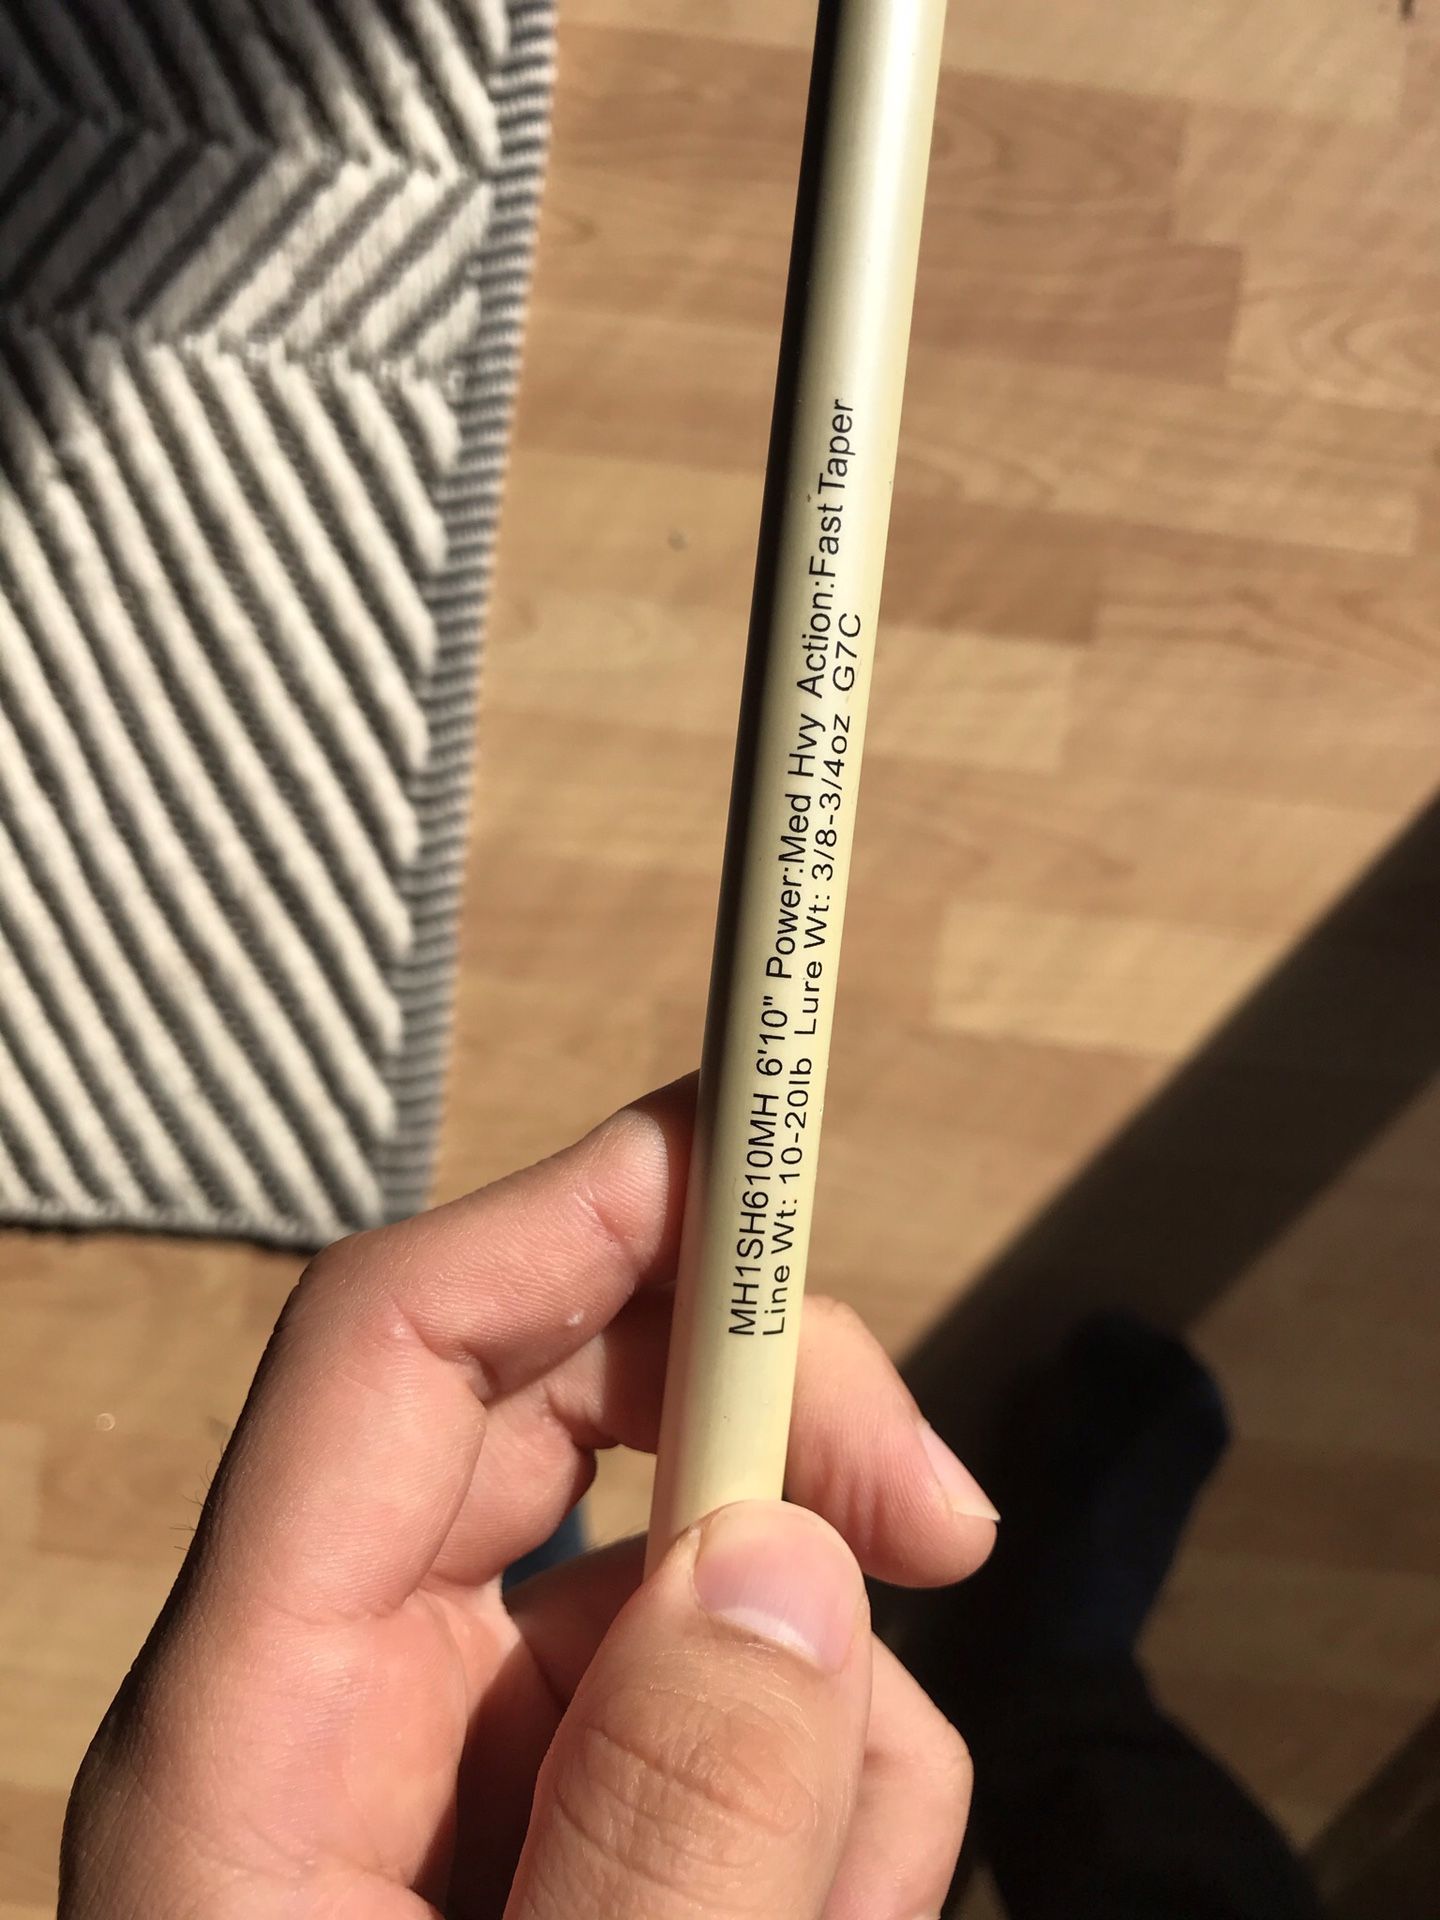 MH1SH610MH 6'10" Power:Med Hvy Action:Fast Taper
Line Wt: 10-20lb Lure Wt: 3/8-3/4oz G7C